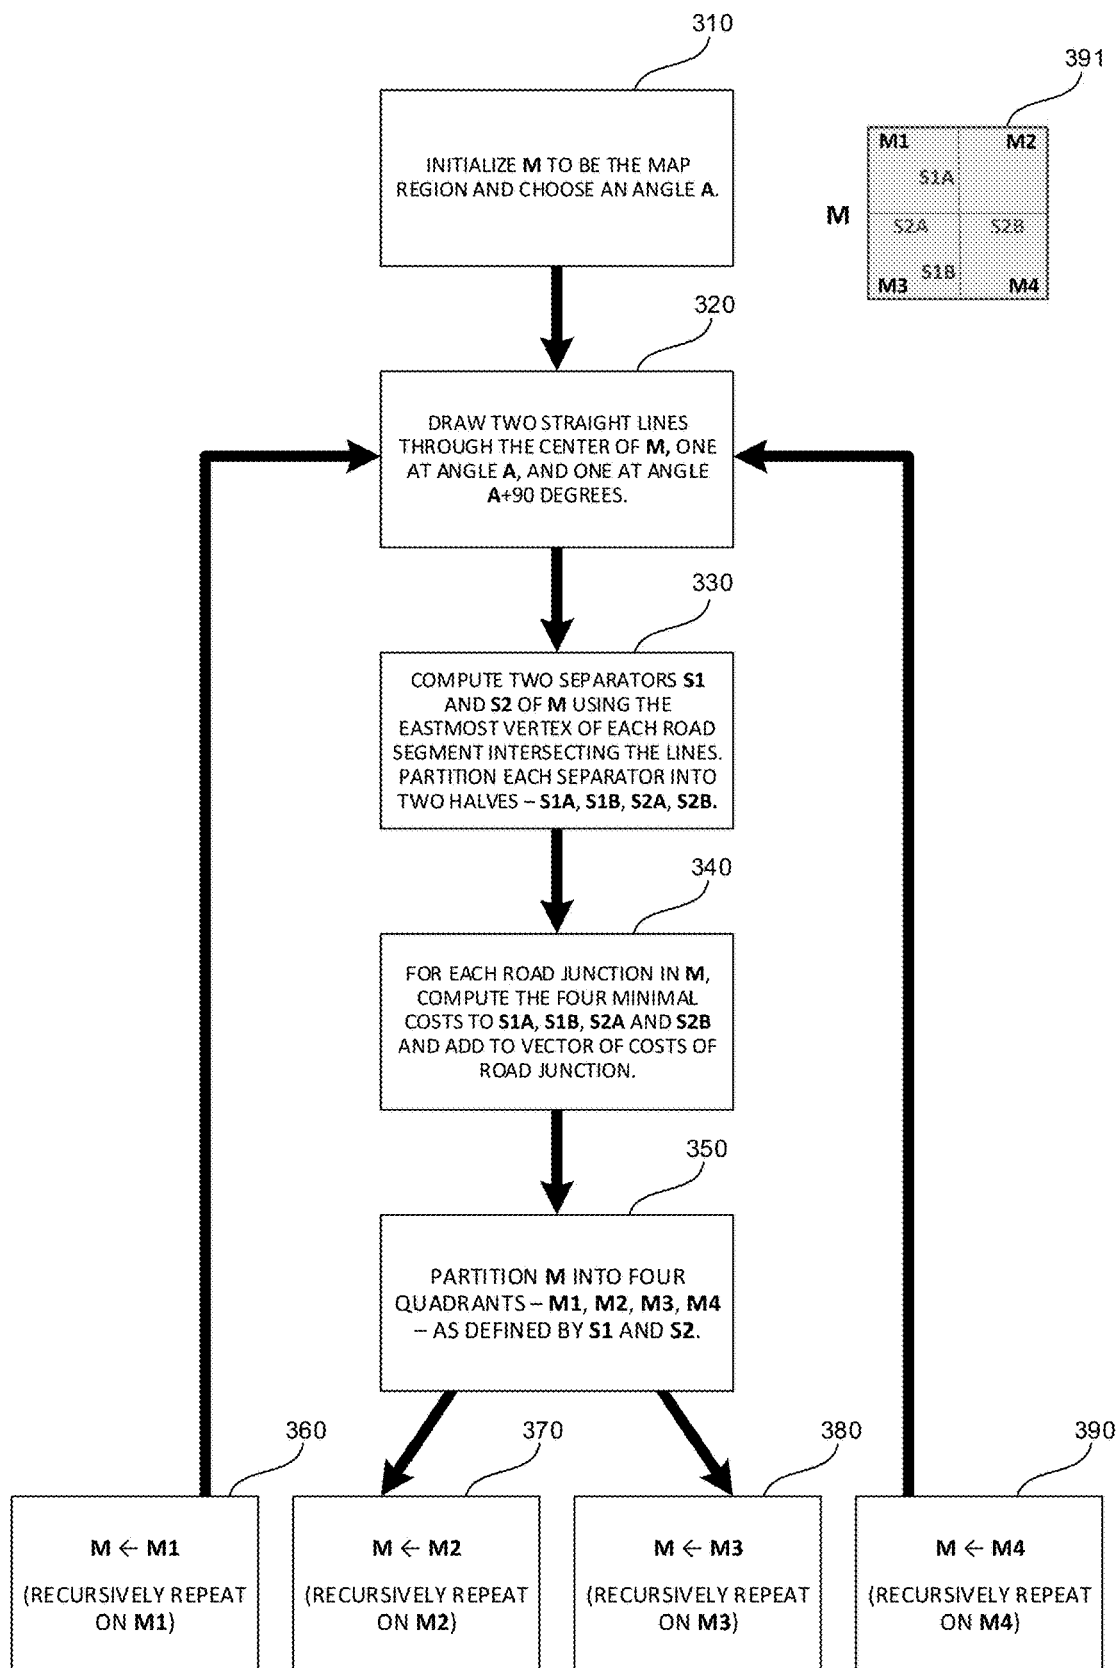 310
INITIALIZE M TO BE THE MAP
REGION AND CHOOSE AN ANGLE A.
391
M1 M2
S1A
M
S2A S2B
S1B
M3 M4
320
DRAW TWO STRAIGHT LINES
THROUGH THE CENTER OF M, ONE
AT ANGLE A, AND ONE AT ANGLE
A+90 DEGREES.
330
COMPUTE TWO SEPARATORS S1
AND S2 OF M USING THE
EASTMOST VERTEX OF EACH ROAD
SEGMENT INTERSECTING THE LINES.
PARTITION EACH SEPARATOR INTO
TWO HALVES – S1A, S1B, S2A, S2B.
340
FOR EACH ROAD JUNCTION IN M,
COMPUTE THE FOUR MINIMAL
COSTS TO S1A, S1B, S2A AND S2B
AND ADD TO VECTOR OF COSTS OF
ROAD JUNCTION.
350
PARTITION M INTO FOUR
QUADRANTS – M1, M2, M3, M4
– AS DEFINED BY S1 AND S2.
360
M ← M1
(RECURSIVELY REPEAT
ON M1)
370
M ← M2
(RECURSIVELY REPEAT
ON M2)
380
M ← M3
(RECURSIVELY REPEAT
ON M3)
390
M ← M4
(RECURSIVELY REPEAT
ON M4)